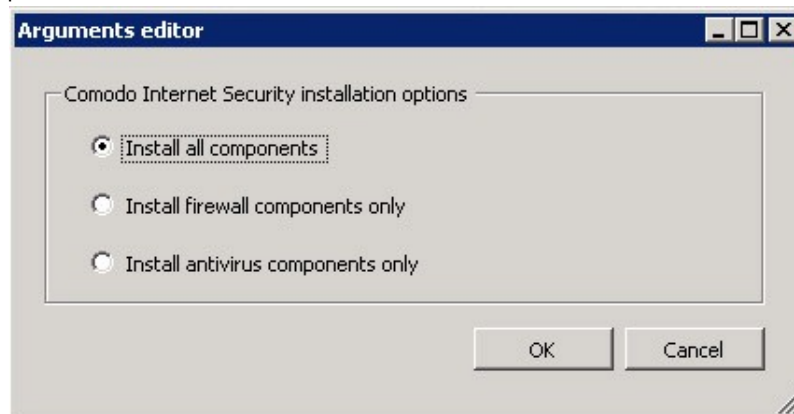 Arguments editor
Comodo Internet Security installation options
Install all components
Install firewall components only
Install antivirus components only
OK
Cancel